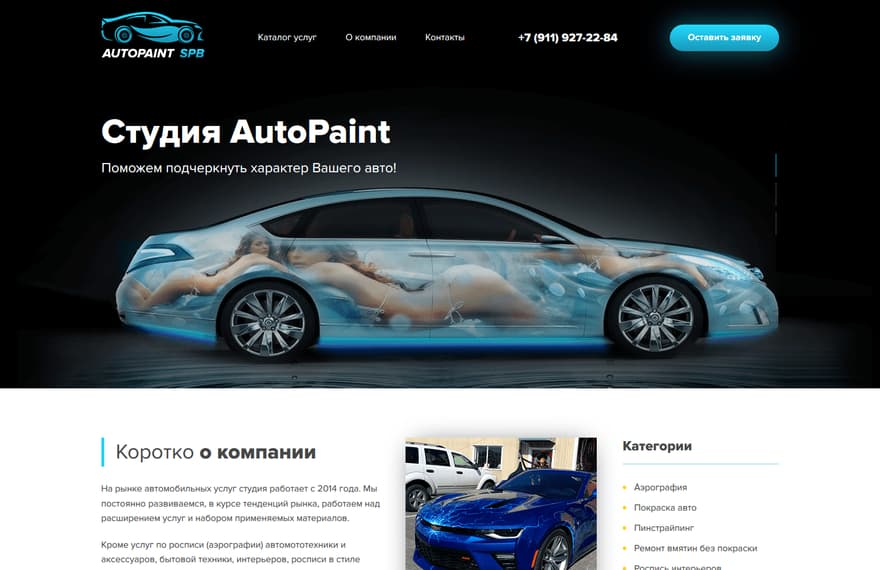 AUTOPAINT SPB
Каталог услуг
О компании
Контакты
+7 (911) 927-22-84
Оставить заявку
Студия AutoPaint
Поможем подчеркнуть характер Вашего авто!
Коротко о компании
На рынке автомобильных услуг студия работает с 2014 года. Мы
постоянно развиваемся, в курсе тенденций рынка, работаем над
расширением услуг и набором применяемых материалов.
Кроме услуг по росписи (аэрографии) автомототехники и
аксессуаров, бытовой техники, интерьеров, росписи в стиле
Категории
Аэрография
Покраска авто
Пинстрайпинг
Ремонт вмятин без покраски
Роспись интерьеров